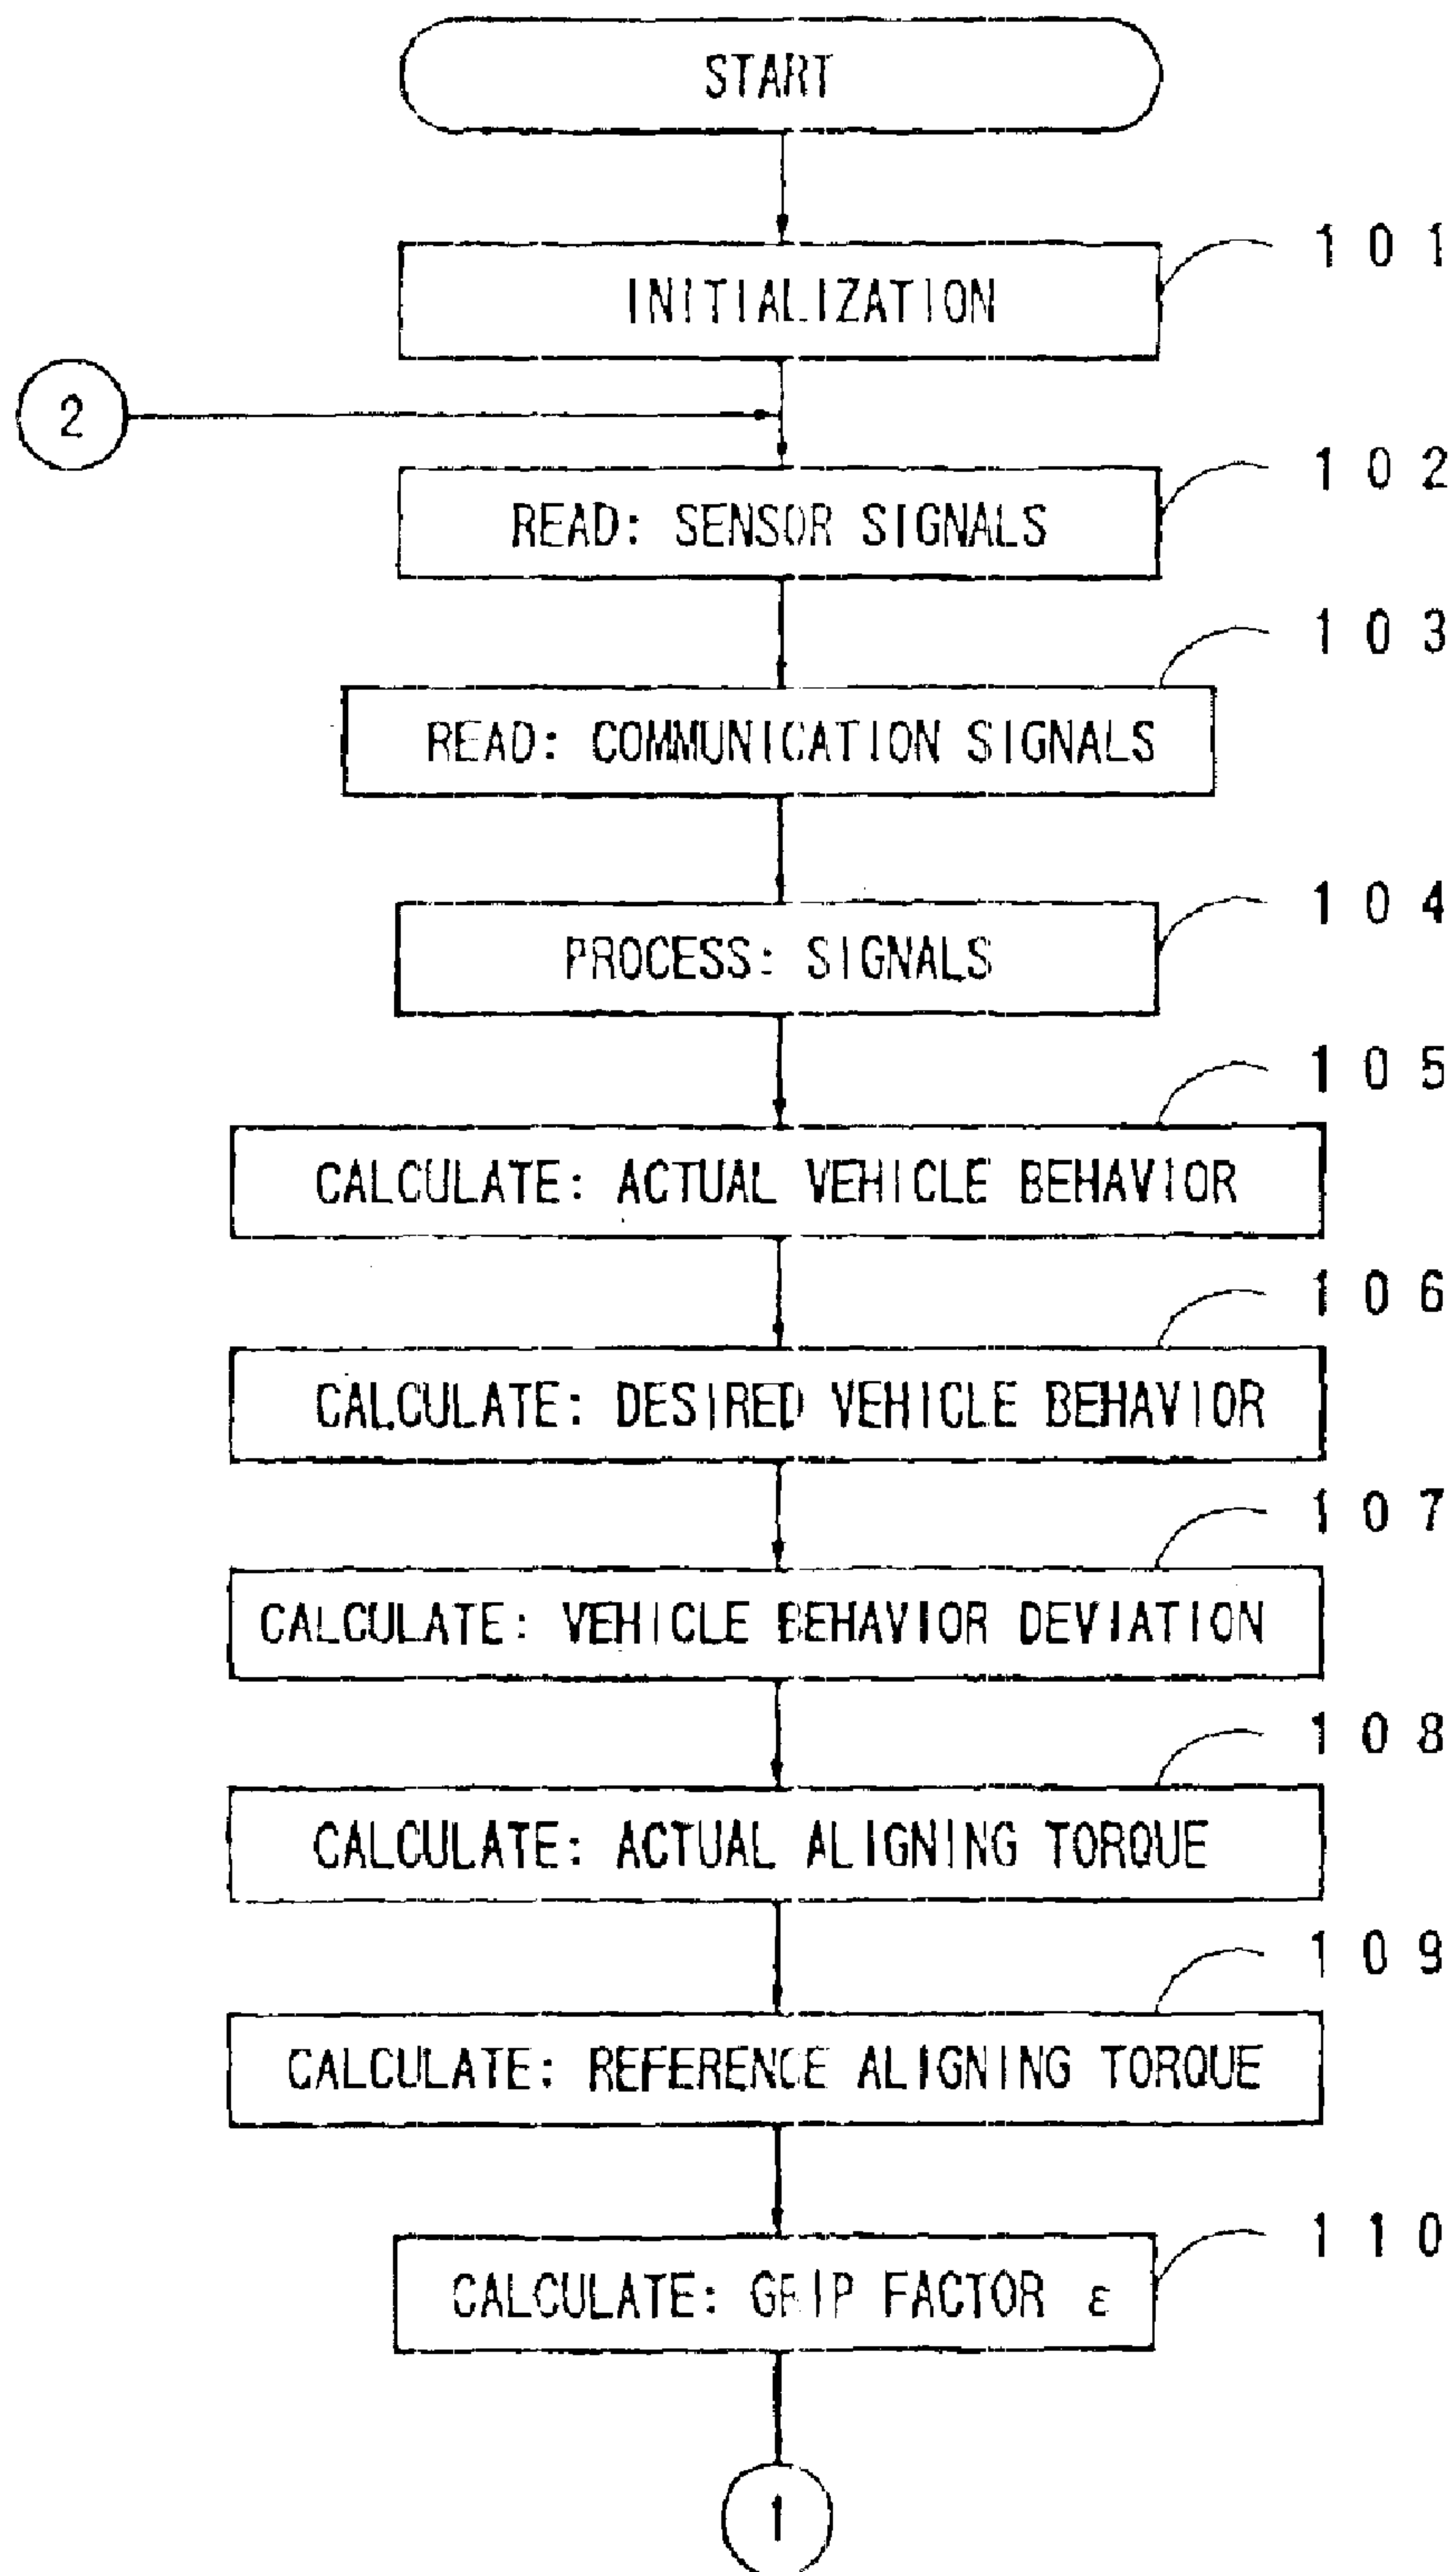 START
101
INITIALIZATION
2
102
READ: SENSOR SIGNALS
103
READ: COMMUNICATION SIGNALS
104
PROCESS: SIGNALS
105
CALCULATE: ACTUAL VEHICLE BEHAVIOR
106
CALCULATE: DESIRED VEHICLE BEHAVIOR
107
CALCULATE: VEHICLE BEHAVIOR DEVIATION
108
CALCULATE: ACTUAL ALIGNING TORQUE
109
CALCULATE: REFERENCE ALIGNING TORQUE
110
CALCULATE: GRIP FACTOR ε
1